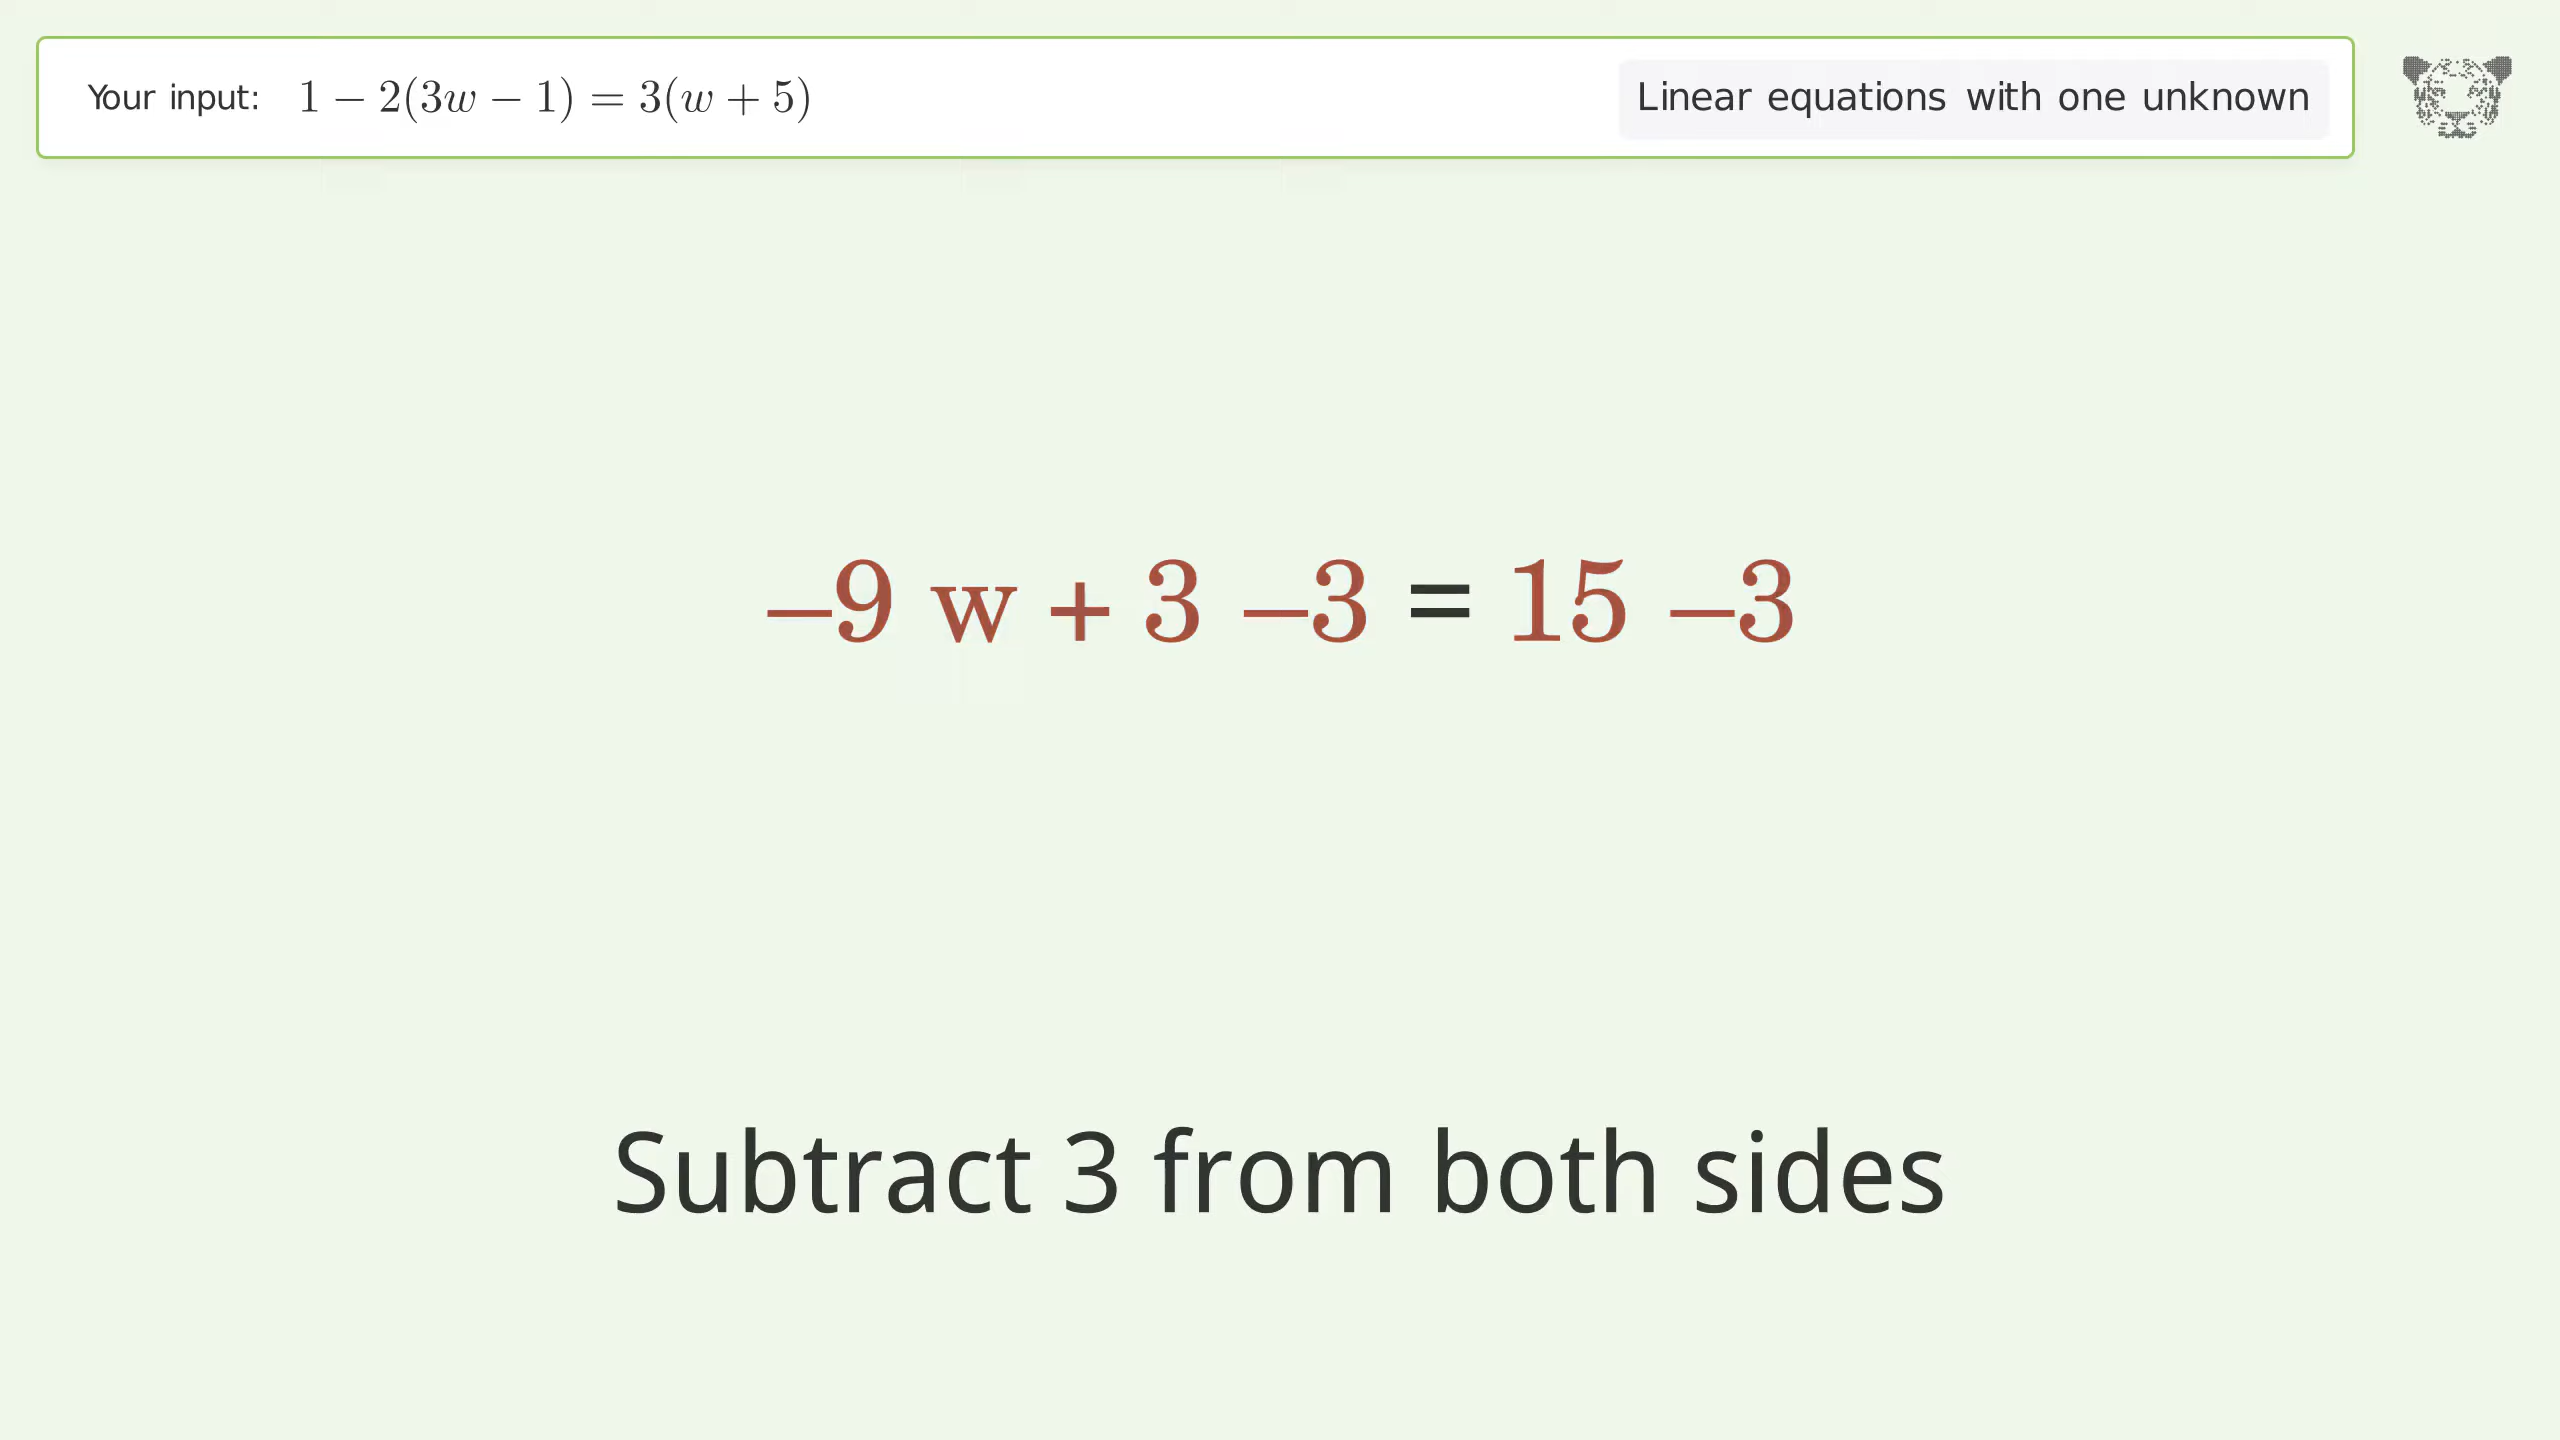 Your input: 1 − 2(3w − 1) = 3(w + 5) Linear equations with one unknown
−9 w + 3 −3 = 15 −3
Subtract 3 from both sides